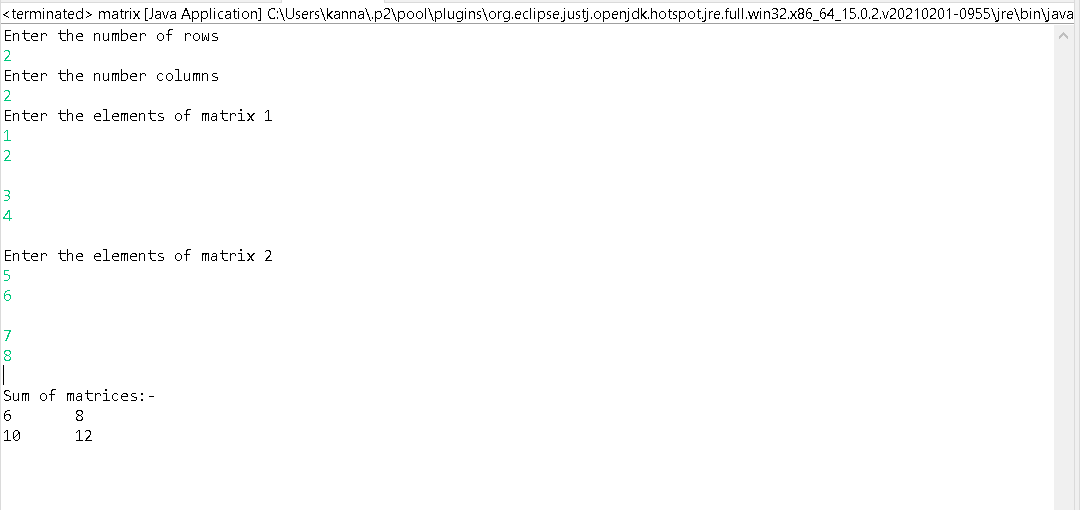 <terminated> matrix [Java Application] C:\Users\kanna\.p2\pool\plugins\org.eclipse.justj.openjdk.hotspot.jre.full.win32.x86_64_15.0.2.v20210201-0955\jre\bin\java
Enter the number of rows
2
Enter the number columns
2
Enter the elements of matrix 1
1
2
3
4
Enter the elements of matrix 2
5
6
7
8
Sum of matrices:-
6 8
10 12